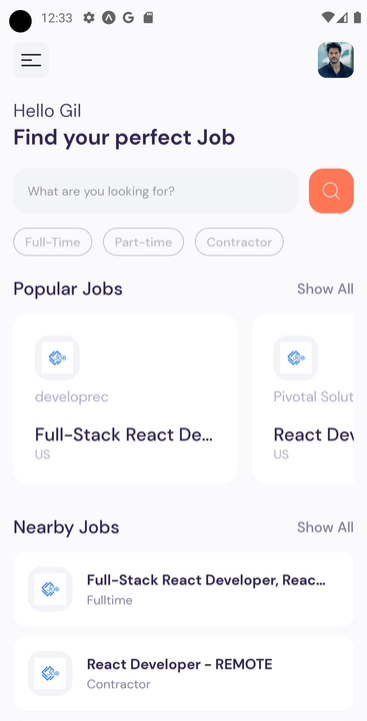 12:33
Hello Gil
Find your perfect Job
What are you looking for?
Full-Time Part-time Contractor
Popular Jobs Show All
developrec Pivotal Solut
Full-Stack React De... React Dev
US US
Nearby Jobs Show All
Full-Stack React Developer, Reac...
Fulltime
React Developer - REMOTE
Contractor